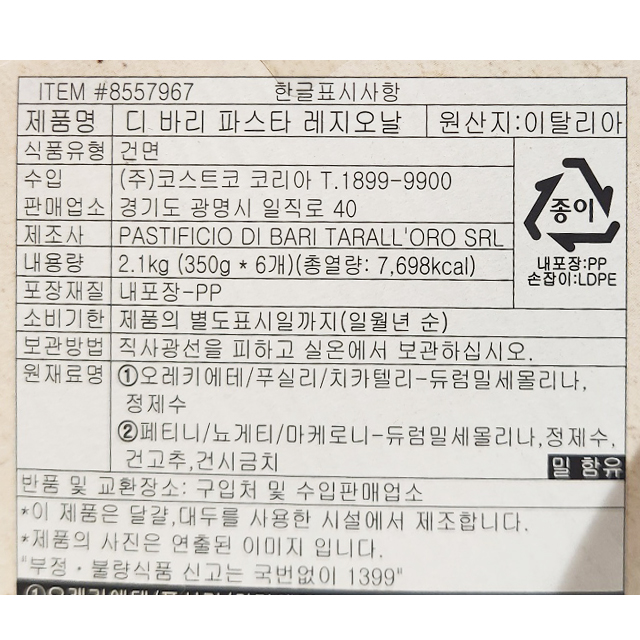 ITEM #8557967 한글표시사항
제품명 디 바리 파스타 레지오날 원산지:이탈리아
식품유형 건면
수입 (주)코스트코 코리아 T.1899-9900
판매업소 경기도 광명시 일직로 40
종이
내포장:PP
손잡이:LDPE
제조사 PASTIFICIO DI BARI TARALL'ORO SRL
내용량 2.1kg (350g * 6개)(총열량: 7,698kcal)
포장재질 내포장-PP
소비기한 제품의 별도표시일까지(일월년 순)
보관방법 직사광선을 피하고 실온에서 보관하십시오.
원재료명 ①오레키에테/푸실리/치카텔리-듀럼밀세몰리나,
정제수
②페티니/뇨게티/마케로니-듀럼밀세몰리나,정제수,
건고추,건시금치
밀 함유
반품 및 교환장소: 구입처 및 수입판매업소
*이 제품은 달걀,대두를 사용한 시설에서 제조합니다.
*제품의 사진은 연출된 이미지 입니다.
"부정·불량식품 신고는 국번없이 1399"